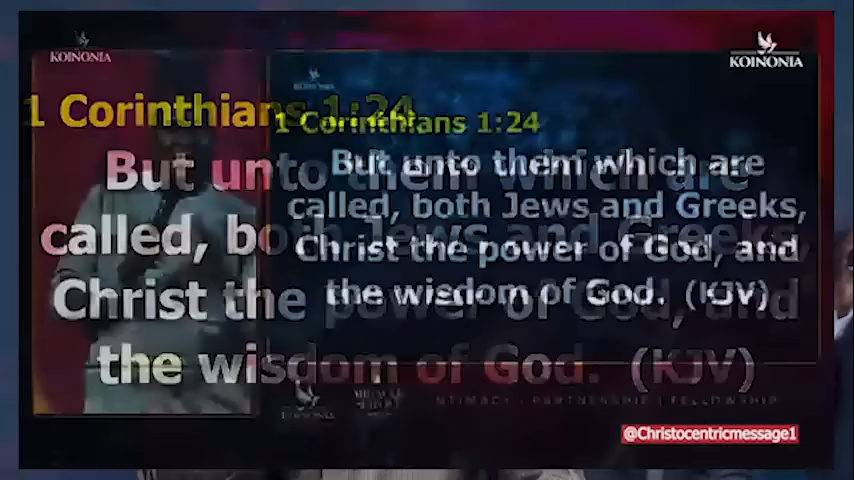 KOINONIA
KOINONIA
KOINONIA
1 Corinthians 1:24
But unto them which are
called, both Jews and Greeks,
Christ the power of God, and
the wisdom of God. (KJV)
1 Corinthians 1:24
But unto them which are
called, both Jews and Greeks,
Christ the power of God, and
the wisdom of God. (KJV)
KOINONIA
INTIMACY | PARTNERSHIP | FELLOWSHIP
@Christocentricmessage1